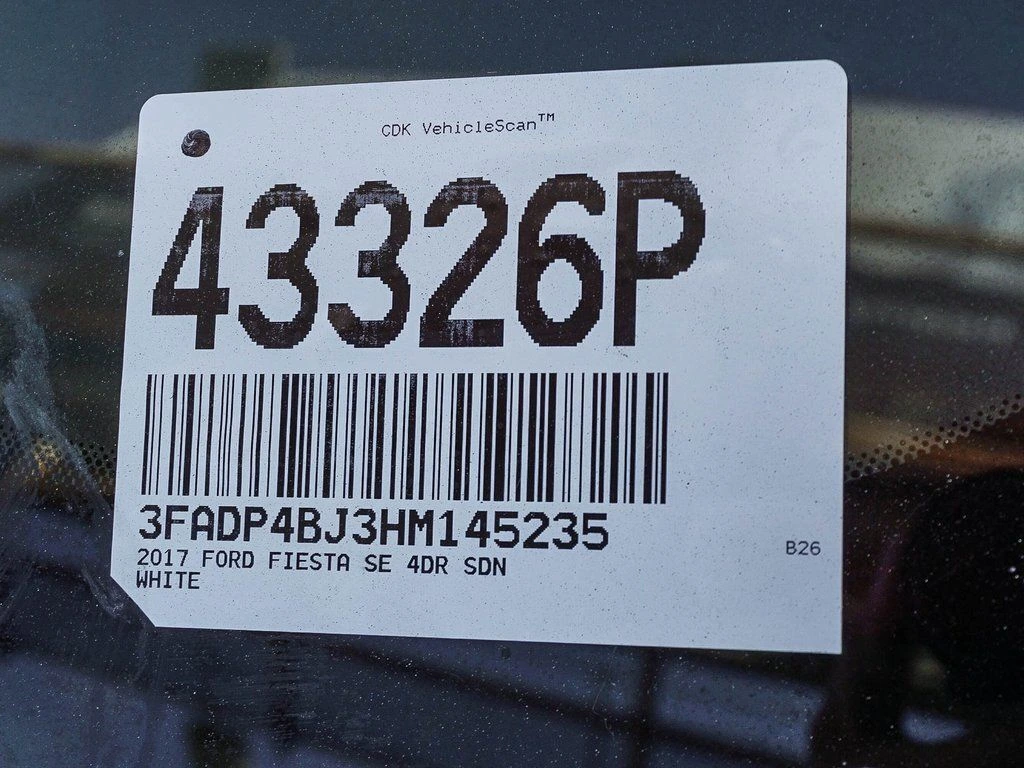 CDK VehicleScan™
43326P
3FADP4BJ3HM145235
2017 FORD FIESTA SE 4DR SDN
WHITE
B26